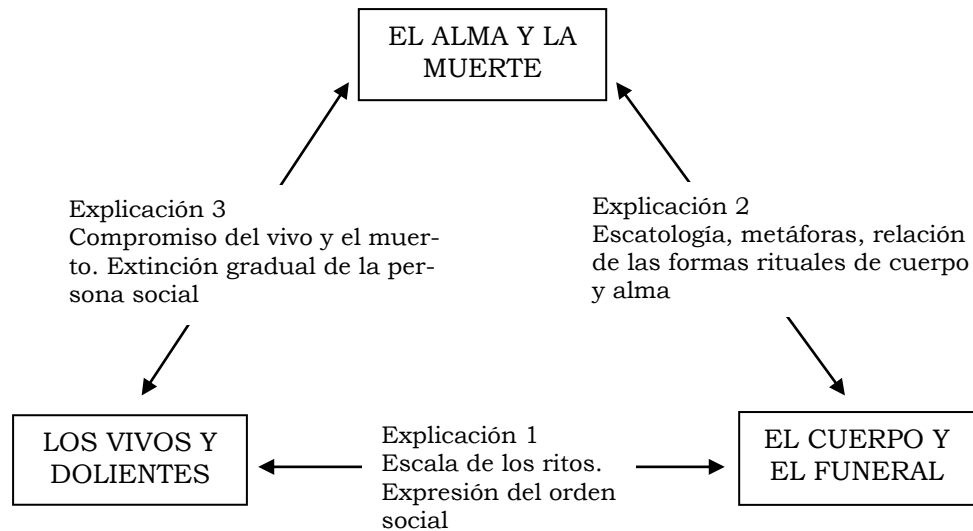 EL ALMA Y LA
MUERTE
Explicación 3
Compromiso del vivo y el muer-
to. Extinción gradual de la per-
sona social
Explicación 2
Escatología, metáforas, relación
de las formas rituales de cuerpo
y alma
LOS VIVOS Y
DOLIENTES
Explicación 1
Escala de los ritos.
Expresión del orden
social
EL CUERPO Y
EL FUNERAL